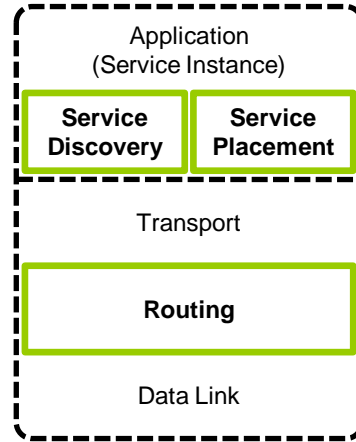 Application
(Service Instance)
Service
Discovery
Service
Placement
Transport
Routing
Data Link